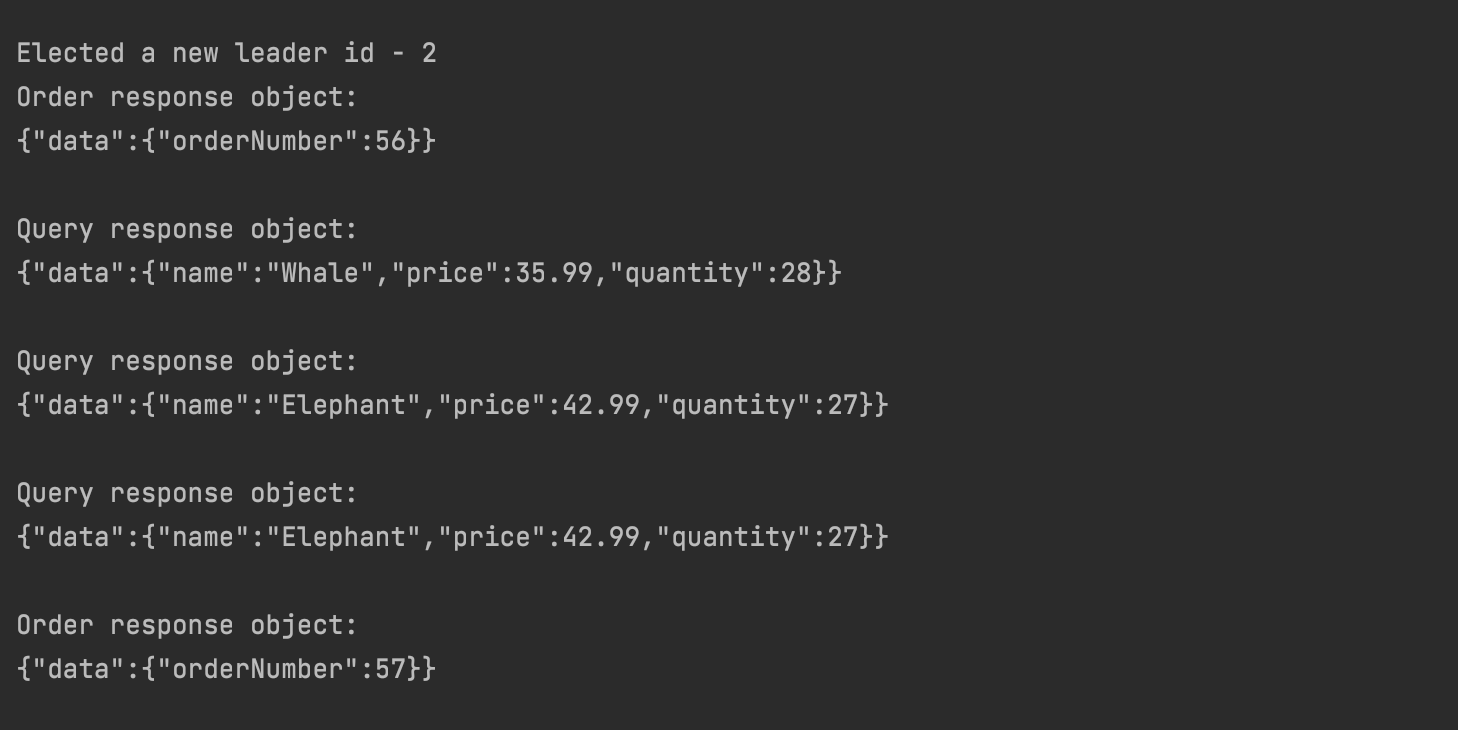 Elected a new leader id - 2
Order response object:
{"data":{"orderNumber":56}}
Query response object:
{"data":{"name":"Whale","price":35.99,"quantity":28}}
Query response object:
{"data":{"name":"Elephant","price":42.99,"quantity":27}}
Query response object:
{"data":{"name":"Elephant","price":42.99,"quantity":27}}
Order response object:
{"data":{"orderNumber":57}}